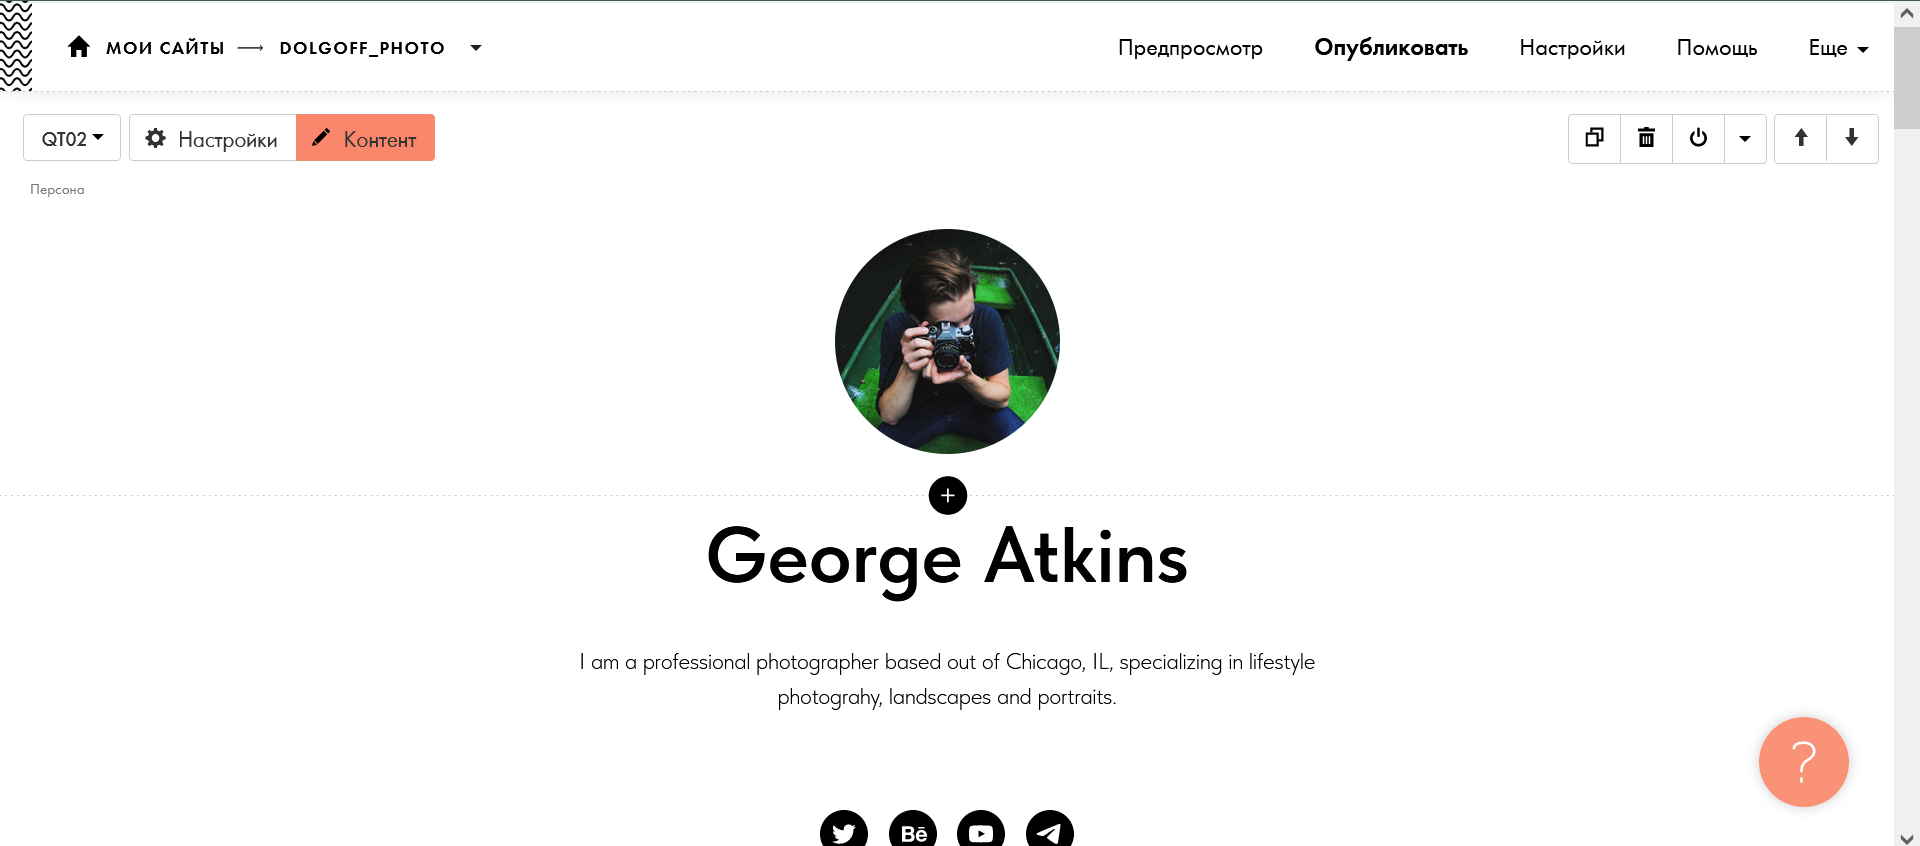 МОИ САЙТЫ → DOLGOFF_PHOTO
Предпросмотр Опубликовать Настройки Помощь Еще
QT02 Настройки Контент
Персона
George Atkins
I am a professional photographer based out of Chicago, IL, specializing in lifestyle
photograhy, landscapes and portraits.
?
Bē